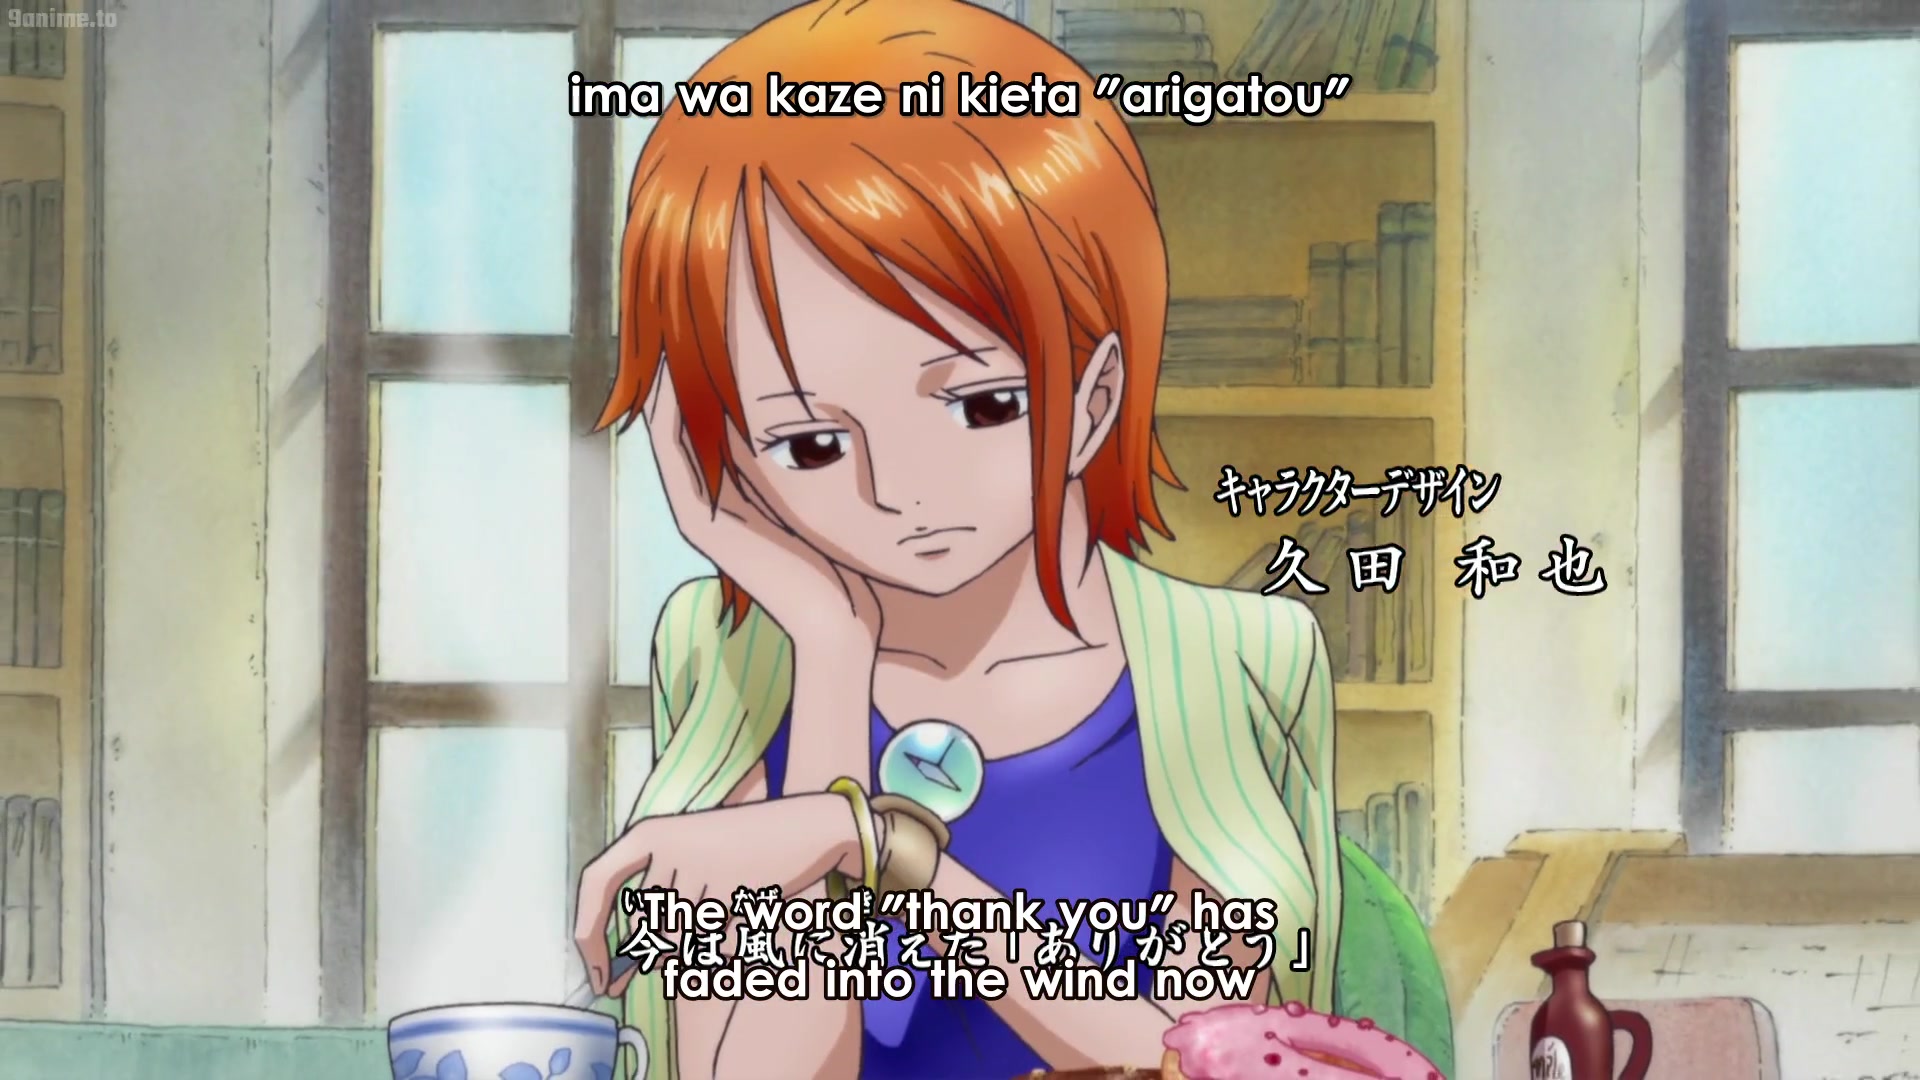 9anime.to
ima wa kaze ni kieta "arigatou"
キャラクターデザイン
久田 和也
The word "thank you" has
今は風に消えた「ありがとう」
faded into the wind now